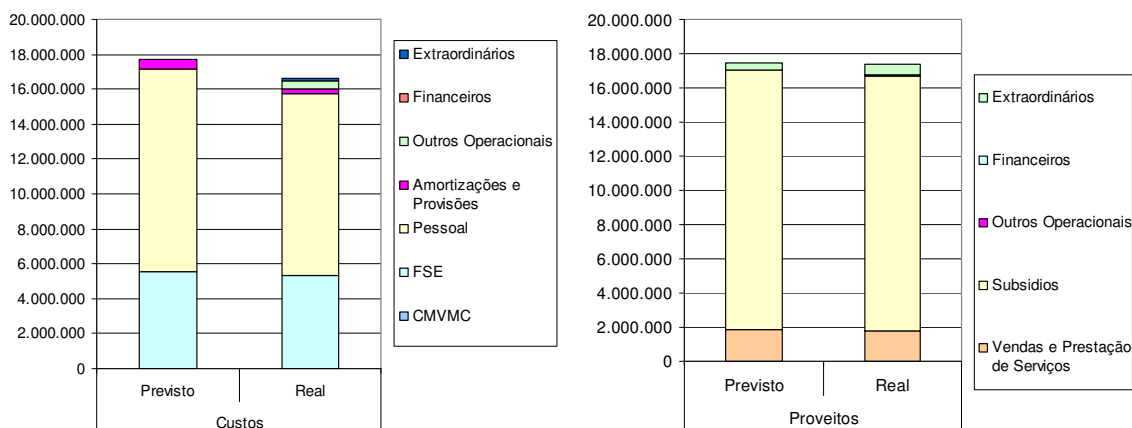 20.000.000
18.000.000
16.000.000
14.000.000
12.000.000
10.000.000
8.000.000
6.000.000
4.000.000
2.000.000
0
Previsto
Real
Custos
Extraordinários
Financeiros
Outros Operacionais
Amortizações e
Provisões
Pessoal
FSE
CMVMC
20.000.000
18.000.000
16.000.000
14.000.000
12.000.000
10.000.000
8.000.000
6.000.000
4.000.000
2.000.000
0
Previsto
Real
Proveitos
Extraordinários
Financeiros
Outros Operacionais
Subsidios
Vendas e Prestação
de Serviços